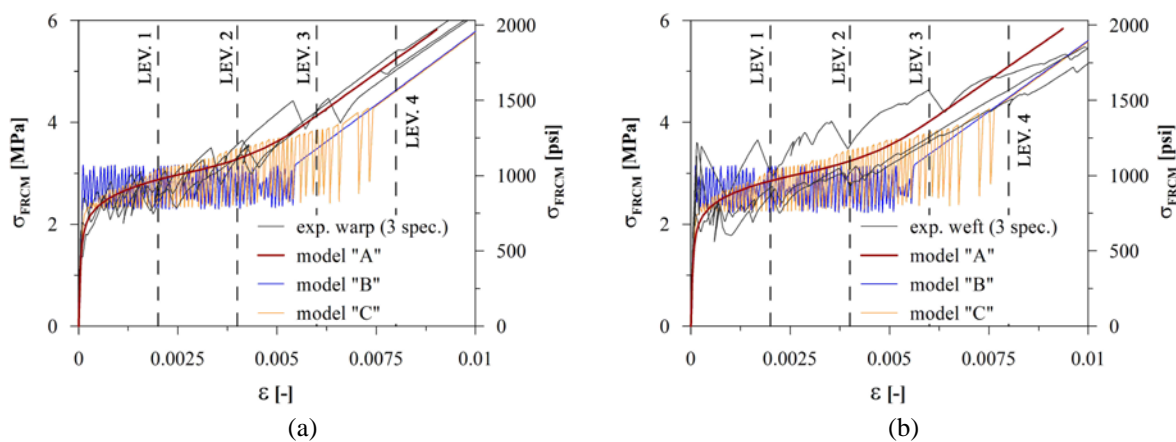 6
2000
LEV. 1
LEV. 2
LEV. 3
LEV. 4
1500
4
1000
2
500
0
0
σFRCM [MPa]
σFRCM [psi]
exp. warp (3 spec.)
model "A"
model "B"
model "C"
0
0.0025
0.005
0.0075
0.01
ε [-]
(a)
6
2000
LEV. 1
LEV. 2
LEV. 3
LEV. 4
1500
4
1000
2
500
0
0
σFRCM [MPa]
σFRCM [psi]
exp. weft (3 spec.)
model "A"
model "B"
model "C"
0
0.0025
0.005
0.0075
0.01
ε [-]
(b)